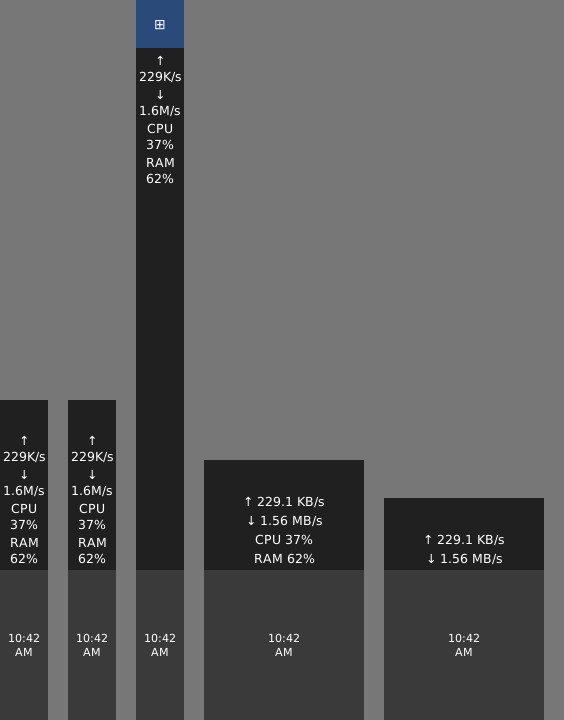 ↑
229K/s
↓
1.6M/s
CPU
37%
RAM
62%
10:42
AM
↑
229K/s
↓
1.6M/s
CPU
37%
RAM
62%
10:42
AM
↑
229K/s
↓
1.6M/s
CPU
37%
RAM
62%
10:42
AM
↑ 229.1 KB/s
↓ 1.56 MB/s
CPU 37%
RAM 62%
10:42
AM
↑ 229.1 KB/s
↓ 1.56 MB/s
10:42
AM